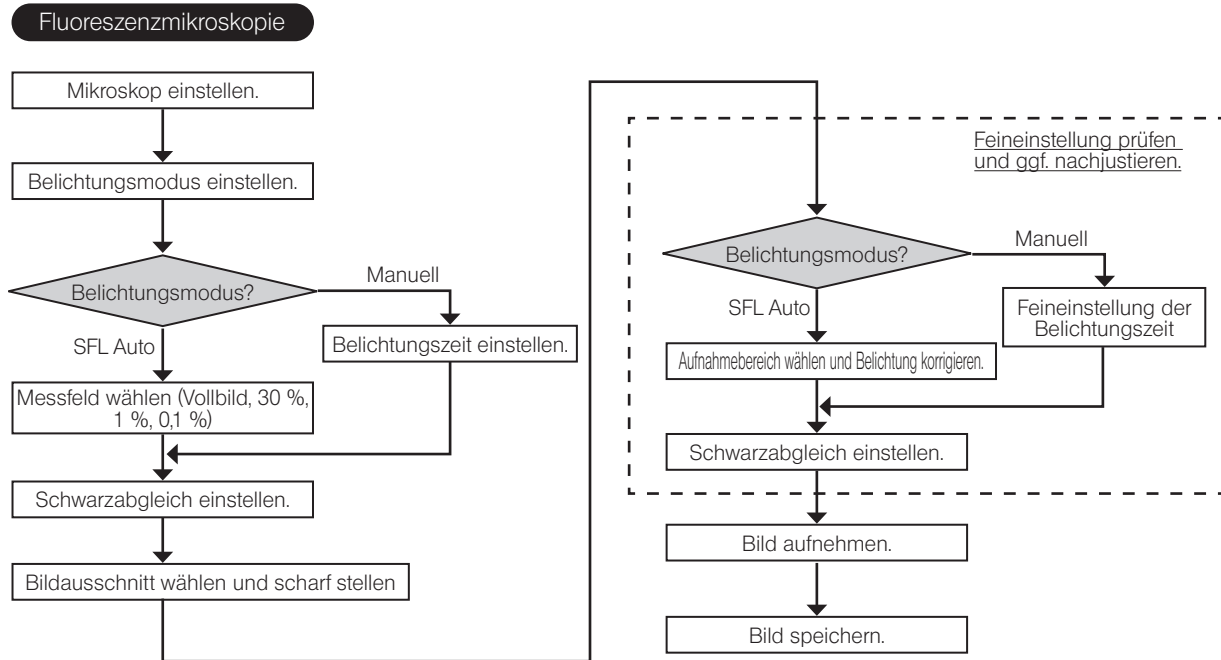 Fluoreszenzmikroskopie
Mikroskop einstellen.
Belichtungsmodus einstellen.
Belichtungsmodus?
Manuell
SFL Auto
Belichtungszeit einstellen.
Messfeld wählen (Vollbild, 30 %,
1 %, 0,1 %)
Schwarzabgleich einstellen.
Bildausschnitt wählen und scharf stellen
Feineinstellung prüfen
und ggf. nachjustieren.
Belichtungsmodus?
Manuell
SFL Auto
Feineinstellung der
Belichtungszeit
Aufnahmebereich wählen und Belichtung korrigieren.
Schwarzabgleich einstellen.
Bild aufnehmen.
Bild speichern.